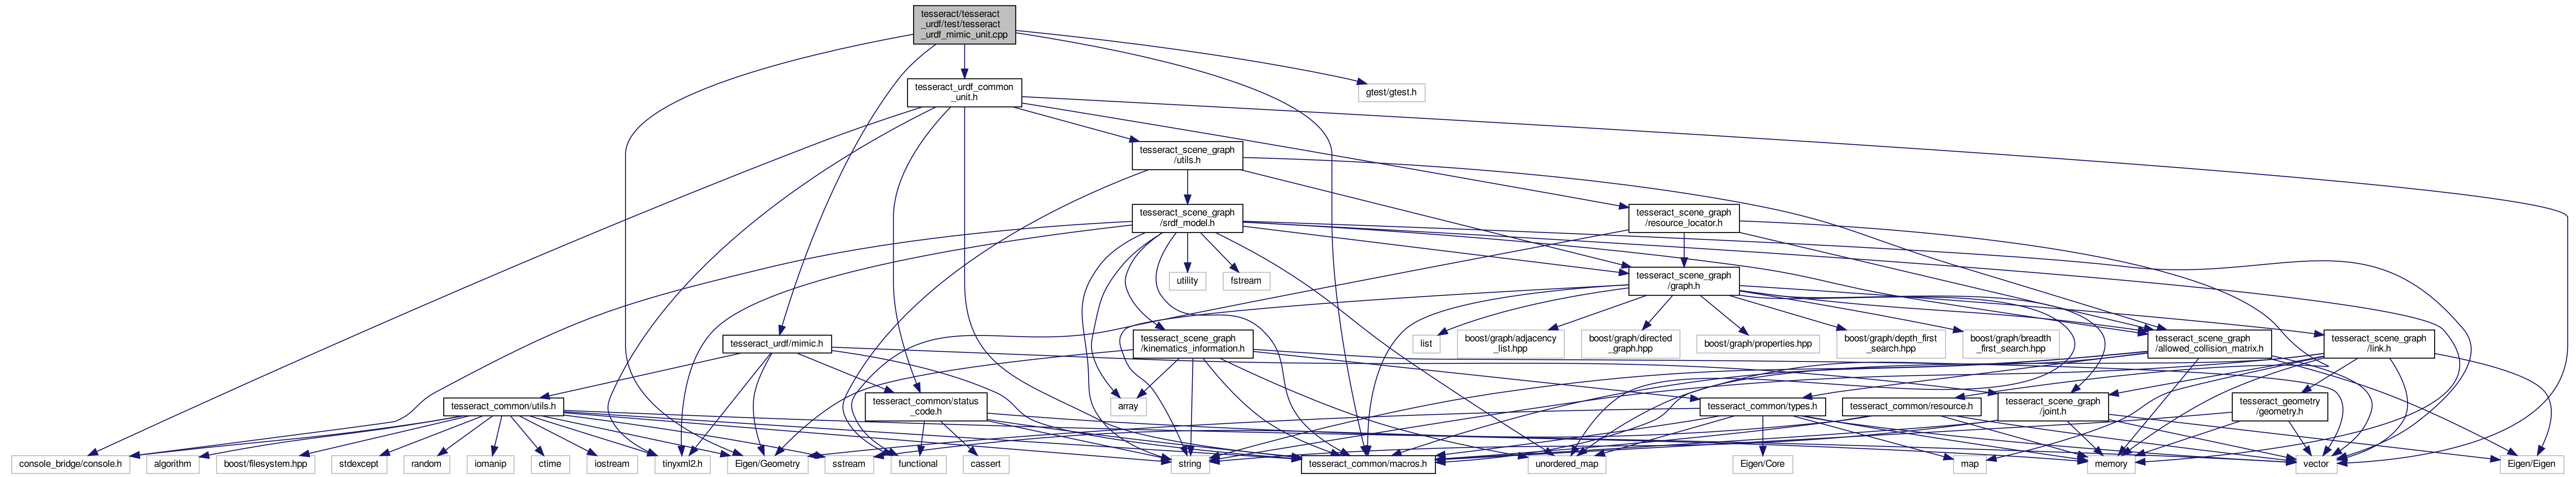 tesseract/tesseract
_urdf/test/tesseract
_urdf_mimic_unit.cpp
tesseract_urdf_common
_unit.h
gtest/gtest.h
tesseract_scene_graph
/utils.h
tesseract_scene_graph
/srdf_model.h
tesseract_scene_graph
/resource_locator.h
utility
fstream
tesseract_scene_graph
/graph.h
tesseract_urdf/mimic.h
tesseract_scene_graph
/kinematics_information.h
list
boost/graph/adjacency
_list.hpp
boost/graph/directed
_graph.hpp
boost/graph/properties.hpp
boost/graph/depth_first
_search.hpp
boost/graph/breadth
_first_search.hpp
tesseract_scene_graph
/allowed_collision_matrix.h
tesseract_scene_graph
/link.h
tesseract_common/utils.h
tesseract_common/status
_code.h
array
tesseract_common/types.h
tesseract_common/resource.h
tesseract_scene_graph
/joint.h
tesseract_geometry
/geometry.h
console_bridge/console.h
algorithm
boost/filesystem.hpp
stdexcept
random
iomanip
ctime
iostream
tinyxml2.h
Eigen/Geometry
sstream
functional
cassert
string
tesseract_common/macros.h
unordered_map
Eigen/Core
map
memory
vector
Eigen/Eigen